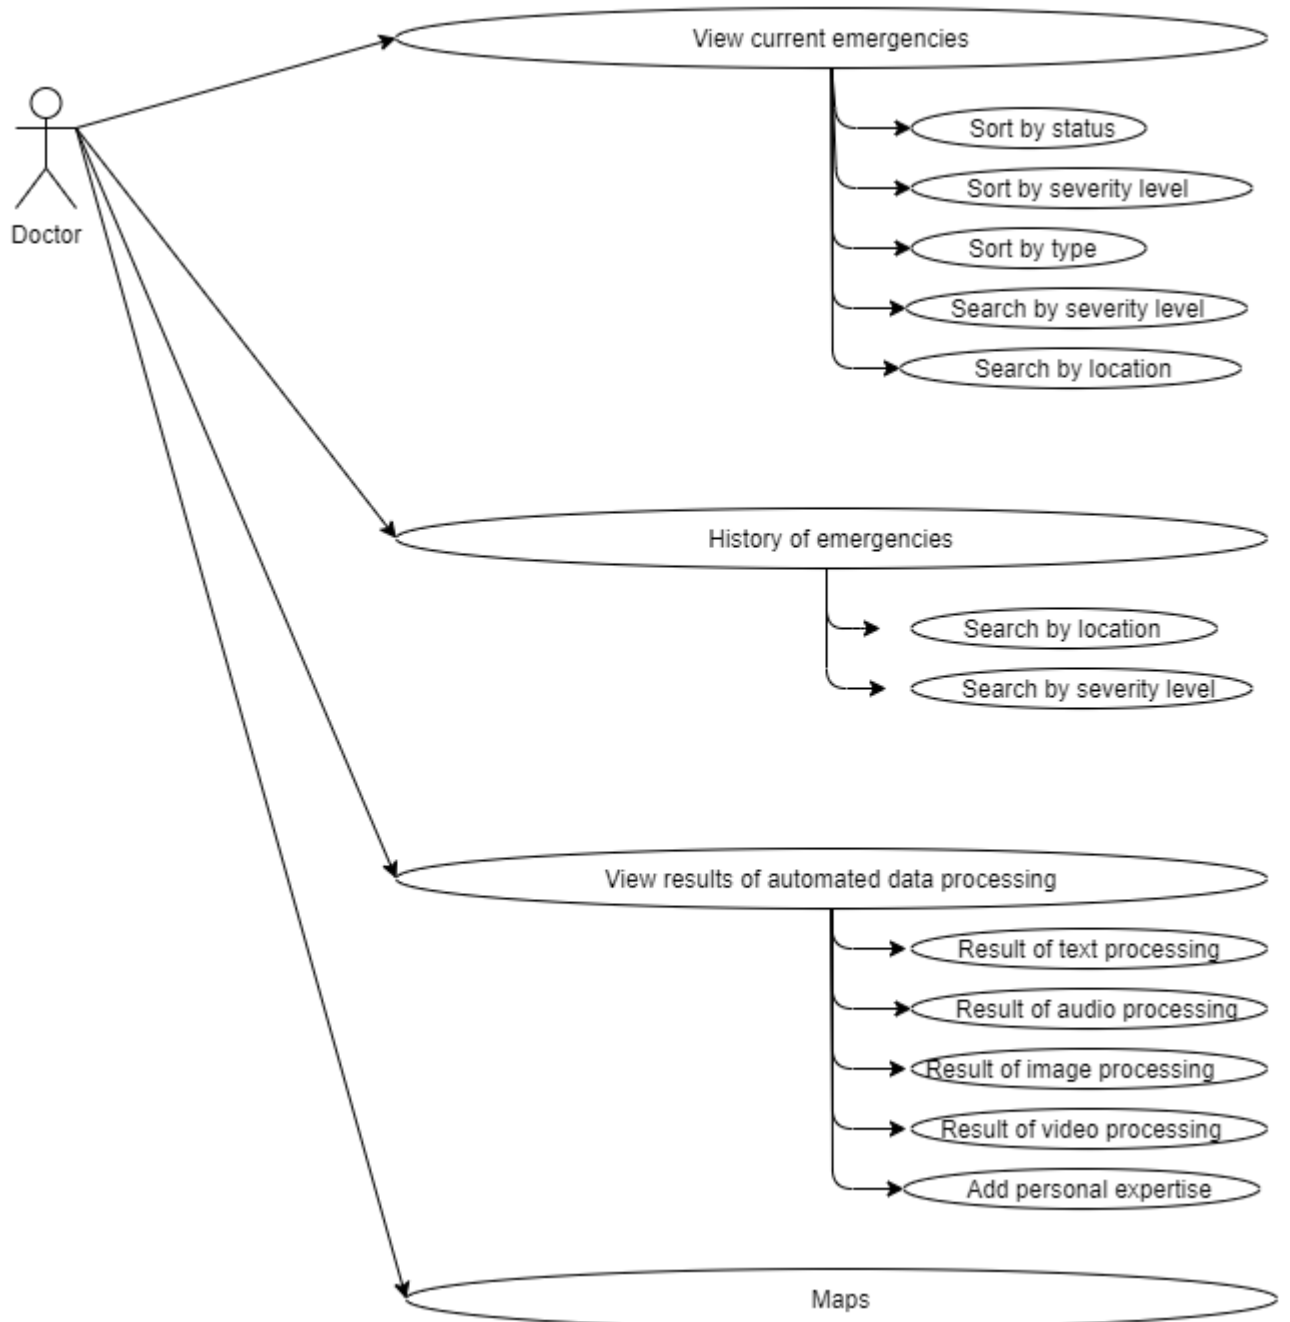 View current emergencies
Sort by status
Sort by severity level
Doctor
Sort by type
Search by severity level
Search by location
History of emergencies
Search by location
Search by severity level
View results of automated data processing
Result of text processing
Result of audio processing
Result of image processing
Result of video processing
Add personal expertise
Maps